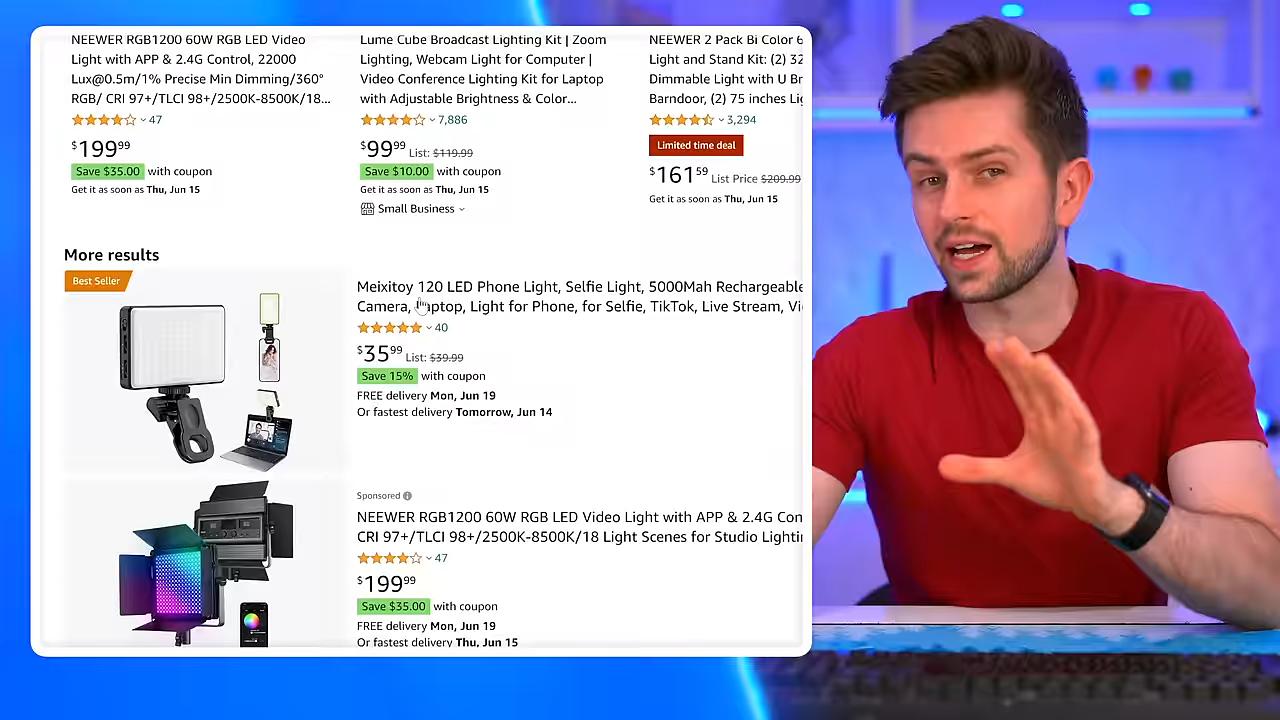 NEEWER RGB1200 60W RGB LED Video
Light with APP & 2.4G Control, 22000
Lux@0.5m/1% Precise Min Dimming/360°
RGB/ CRI 97+/TLCI 98+/2500K-8500K/18...
47
$199.99
Save $35.00 with coupon
Get it as soon as Thu, Jun 15
Lume Cube Broadcast Lighting Kit | Zoom
Lighting, Webcam Light for Computer |
Video Conference Lighting Kit for Laptop
with Adjustable Brightness & Color...
7,886
$99.99 List: $119.99
Save $10.00 with coupon
Get it as soon as Thu, Jun 15
Small Business
NEEWER 2 Pack Bi Color 6
Light and Stand Kit: (2) 32
Dimmable Light with U Br
Barndoor, (2) 75 inches Lig
3,294
Limited time deal
$161.59 List Price $209.99
Get it as soon as Thu, Jun 15
More results
Best Seller
Meixitoy 120 LED Phone Light, Selfie Light, 5000Mah Rechargeable
Camera, Laptop, Light for Phone, for Selfie, TikTok, Live Stream, Vi
40
$35.99 List: $39.99
Save 15% with coupon
FREE delivery Mon, Jun 19
Or fastest delivery Tomorrow, Jun 14
Sponsored
NEEWER RGB1200 60W RGB LED Video Light with APP & 2.4G Con
CRI 97+/TLCI 98+/2500K-8500K/18 Light Scenes for Studio Lightin
47
$199.99
Save $35.00 with coupon
FREE delivery Mon, Jun 19
Or fastest delivery Thu, Jun 15